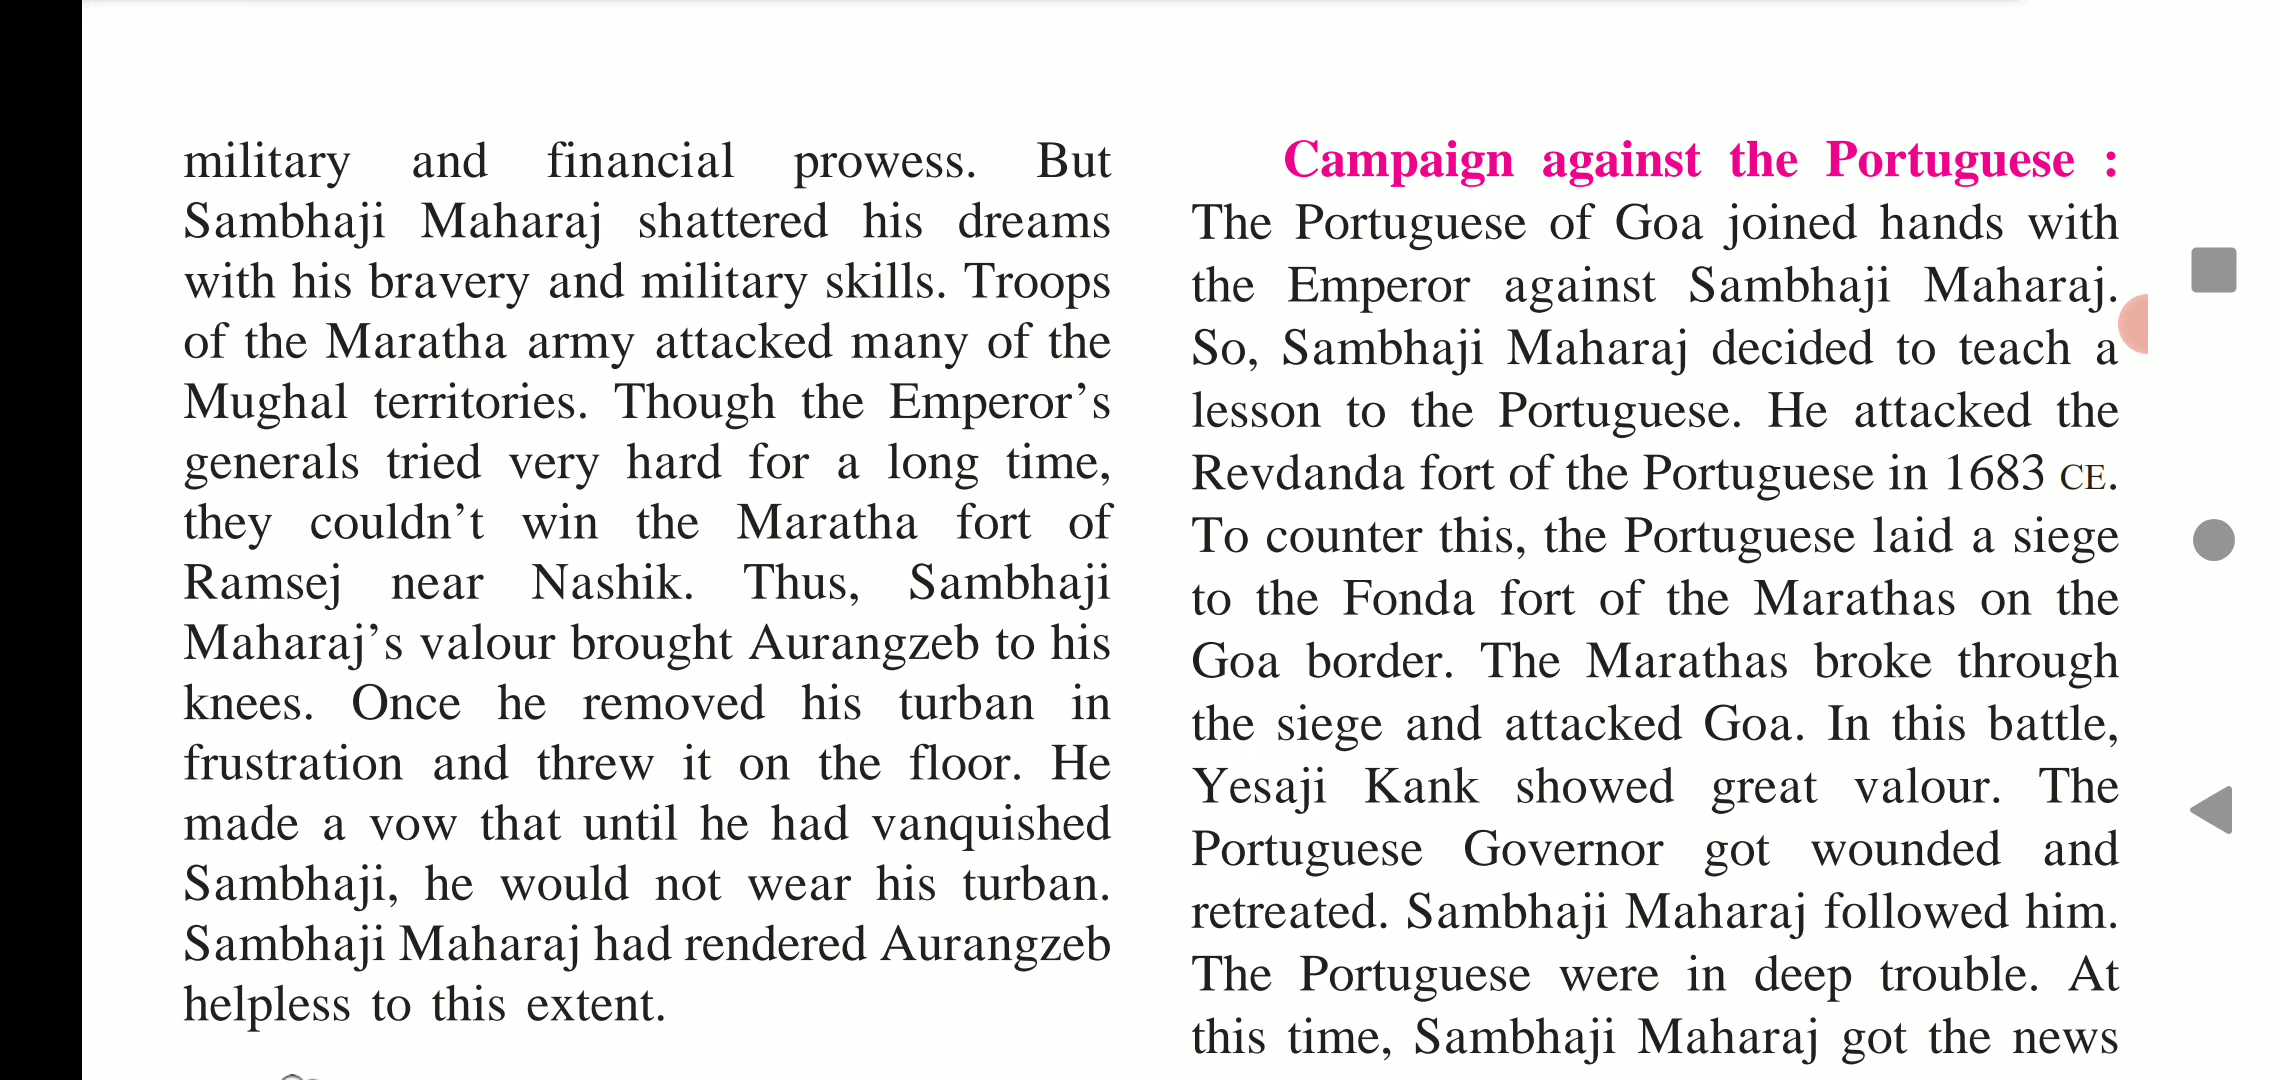 military and financial prowess. But
Sambhaji Maharaj shattered his dreams
with his bravery and military skills. Troops
of the Maratha army attacked many of the
Mughal territories. Though the Emperor’s
generals tried very hard for a long time,
they couldn’t win the Maratha fort of
Ramsej near Nashik. Thus, Sambhaji
Maharaj’s valour brought Aurangzeb to his
knees. Once he removed his turban in
frustration and threw it on the floor. He
made a vow that until he had vanquished
Sambhaji, he would not wear his turban.
Sambhaji Maharaj had rendered Aurangzeb
helpless to this extent.
Campaign against the Portuguese :
The Portuguese of Goa joined hands with
the Emperor against Sambhaji Maharaj.
So, Sambhaji Maharaj decided to teach a
lesson to the Portuguese. He attacked the
Revdanda fort of the Portuguese in 1683 CE.
To counter this, the Portuguese laid a siege
to the Fonda fort of the Marathas on the
Goa border. The Marathas broke through
the siege and attacked Goa. In this battle,
Yesaji Kank showed great valour. The
Portuguese Governor got wounded and
retreated. Sambhaji Maharaj followed him.
The Portuguese were in deep trouble. At
this time, Sambhaji Maharaj got the news